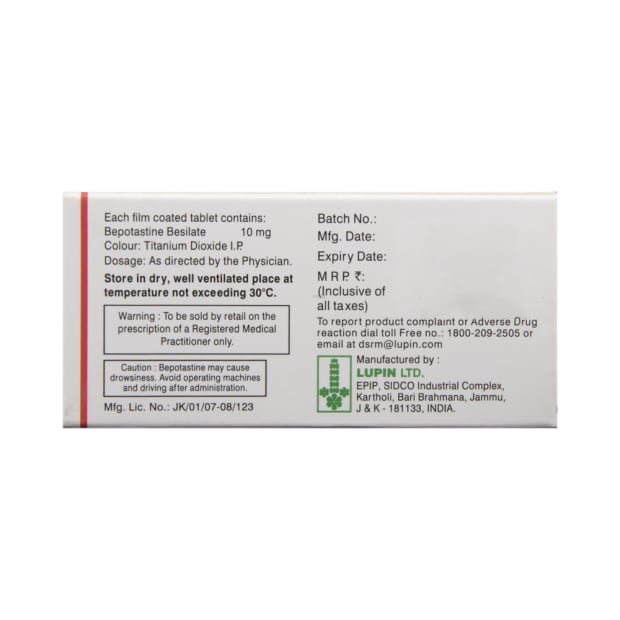 Each film coated tablet contains:
Bepotastine Besilate 10 mg
Colour: Titanium Dioxide I.P.
Dosage: As directed by the Physician.
Store in dry, well ventilated place at
temperature not exceeding 30°C.
Warning : To be sold by retail on the
prescription of a Registered Medical
Practitioner only.
Caution : Bepotastine may cause
drowsiness. Avoid operating machines
and driving after administration.
Mfg. Lic. No.: JK/01/07-08/123
Batch No.:
Mfg. Date:
Expiry Date:
M R P. ₹:
(Inclusive of
all taxes)
To report product complaint or Adverse Drug
reaction dial toll Free no.: 1800-209-2505 or
email at dsrm@lupin.com
Manufactured by :
LUPIN LTD.
EPIP, SIDCO Industrial Complex,
Kartholi, Bari Brahmana, Jammu,
J & K - 181133, INDIA.